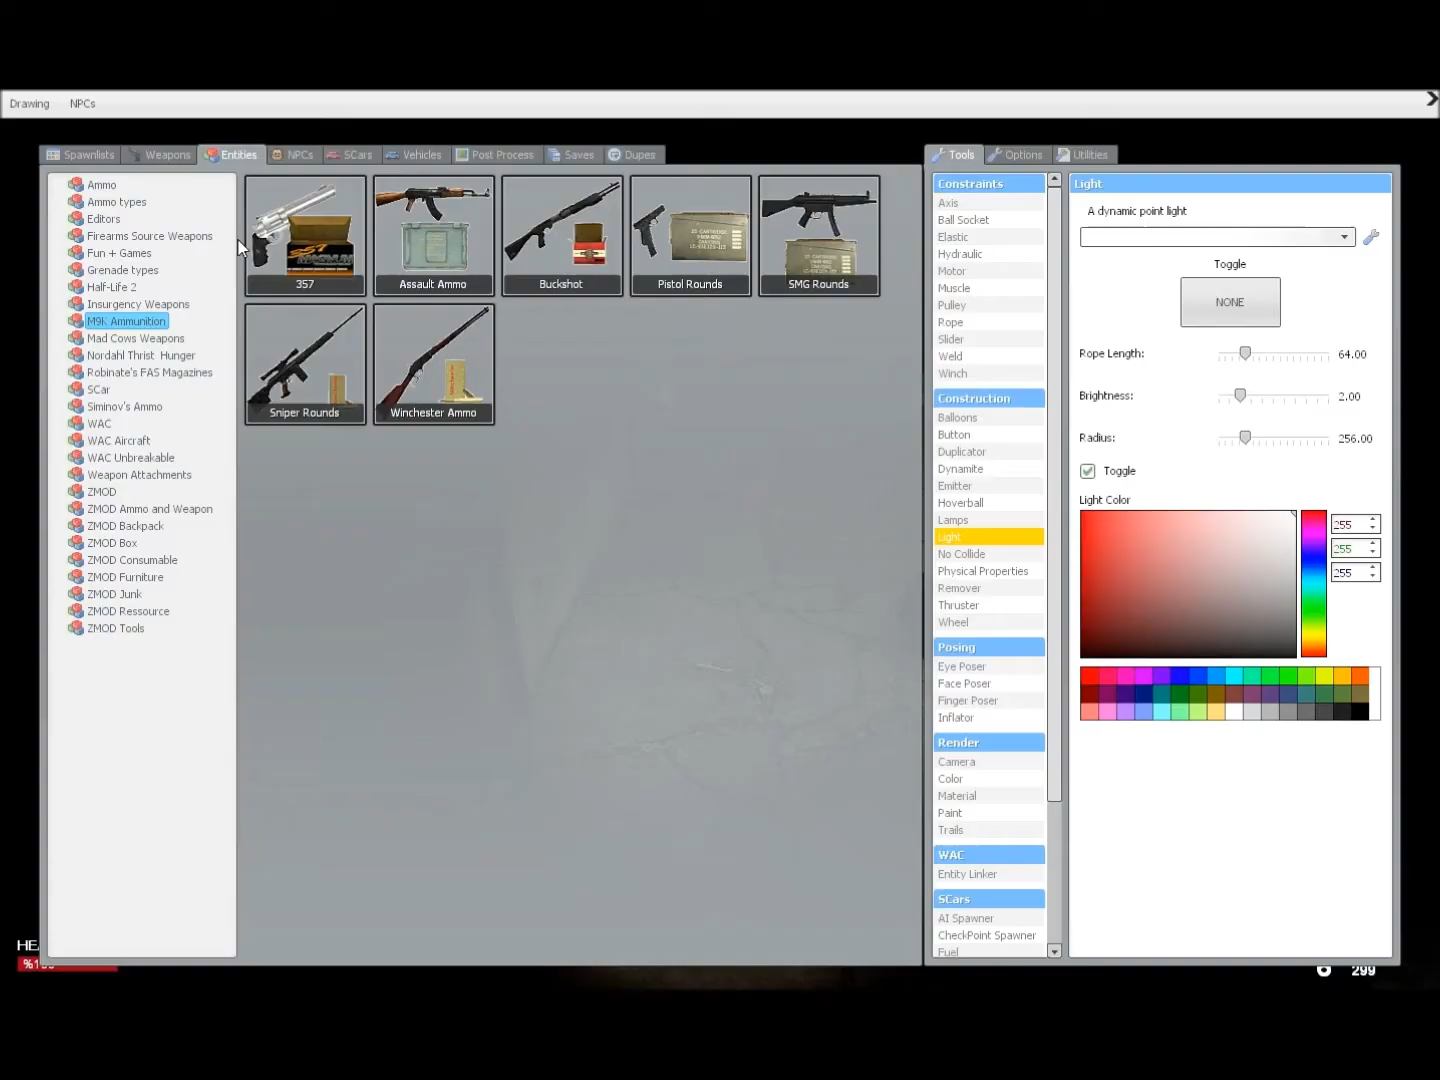 Drawing NPCs
Spawnlists Weapons Entities NPCs SCars Vehicles Post Process Saves Dupes
Ammo
Ammo types
Editors
Firearms Source Weapons
Fun + Games
Grenade types
Half-Life 2
Insurgency Weapons
M9K Ammunition
Mad Cows Weapons
Nordahl Thrist Hunger
Robinate's FAS Magazines
SCar
Siminov's Ammo
WAC
WAC Aircraft
WAC Unbreakable
Weapon Attachments
ZMOD
ZMOD Ammo and Weapon
ZMOD Backpack
ZMOD Box
ZMOD Consumable
ZMOD Furniture
ZMOD Junk
ZMOD Ressource
ZMOD Tools
357
Assault Ammo
Buckshot
Pistol Rounds
SMG Rounds
Sniper Rounds
Winchester Ammo
Tools Options Utilities
Constraints
Axis
Ball Socket
Elastic
Hydraulic
Motor
Muscle
Pulley
Rope
Slider
Weld
Winch
Construction
Balloons
Button
Duplicator
Dynamite
Emitter
Hoverball
Lamps
Light
No Collide
Physical Properties
Remover
Thruster
Wheel
Posing
Eye Poser
Face Poser
Finger Poser
Inflator
Render
Camera
Color
Material
Paint
Trails
WAC
Entity Linker
SCars
AI Spawner
CheckPoint Spawner
Fuel
Light
A dynamic point light
Toggle
NONE
Rope Length: 64.00
Brightness: 2.00
Radius: 256.00
Toggle
Light Color
255
255
255
299